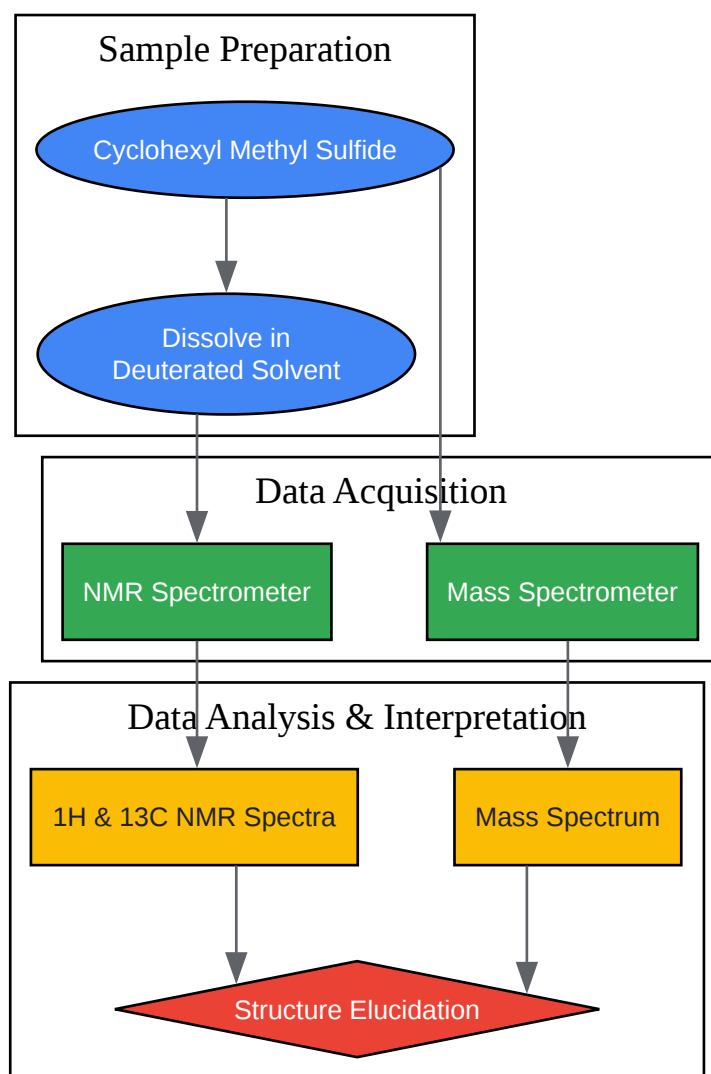 Sample Preparation
Cyclohexyl Methyl Sulfide
Dissolve in
Deuterated Solvent
Data Acquisition
NMR Spectrometer
Mass Spectrometer
Data Analysis & Interpretation
1H & 13C NMR Spectra
Mass Spectrum
Structure Elucidation